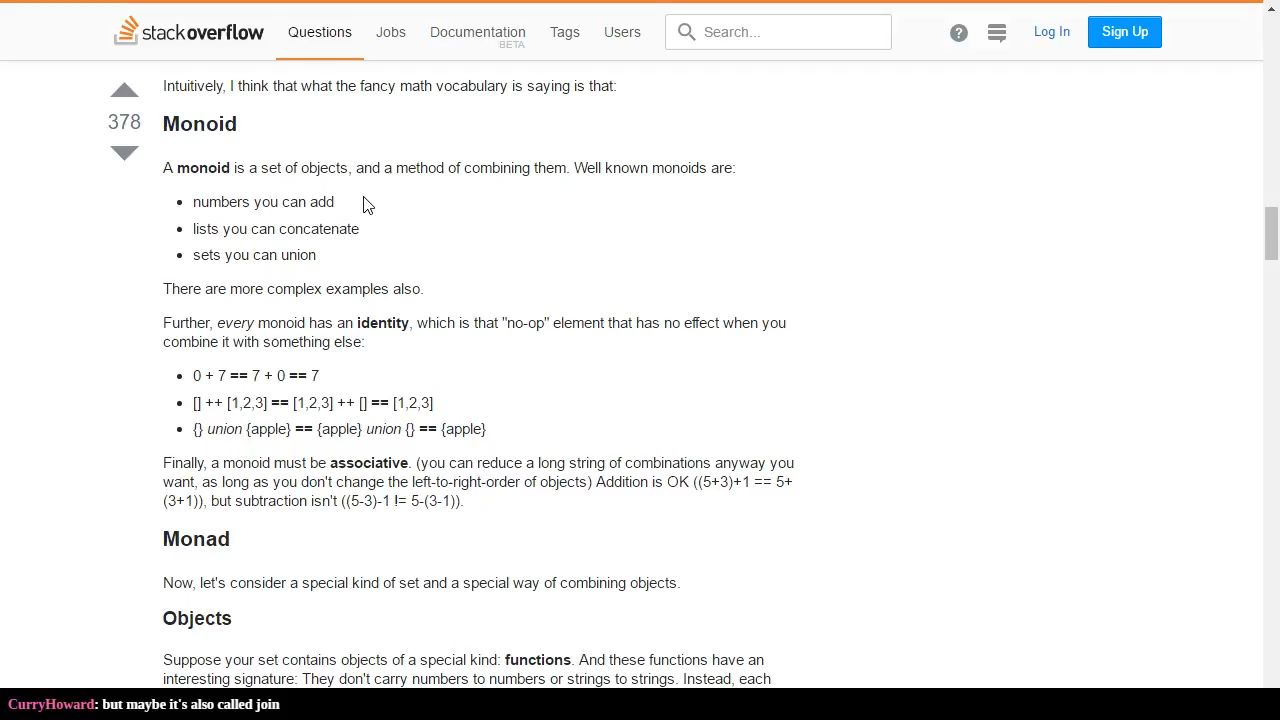 stackoverflow Questions Jobs Documentation Tags Users Search... ? Log In Sign Up
BETA
Intuitively, I think that what the fancy math vocabulary is saying is that:
378
Monoid
A monoid is a set of objects, and a method of combining them. Well known monoids are:
• numbers you can add
• lists you can concatenate
• sets you can union
There are more complex examples also.
Further, every monoid has an identity, which is that "no-op" element that has no effect when you
combine it with something else:
• 0 + 7 == 7 + 0 == 7
• [] ++ [1,2,3] == [1,2,3] ++ [] == [1,2,3]
• {} union {apple} == {apple} union {} == {apple}
Finally, a monoid must be associative. (you can reduce a long string of combinations anyway you
want, as long as you don't change the left-to-right-order of objects) Addition is OK ((5+3)+1 == 5+
(3+1)), but subtraction isn't ((5-3)-1 != 5-(3-1)).
Monad
Now, let's consider a special kind of set and a special way of combining objects.
Objects
Suppose your set contains objects of a special kind: functions. And these functions have an
interesting signature: They don't carry numbers to numbers or strings to strings. Instead, each
CurryHoward: but maybe it's also called join